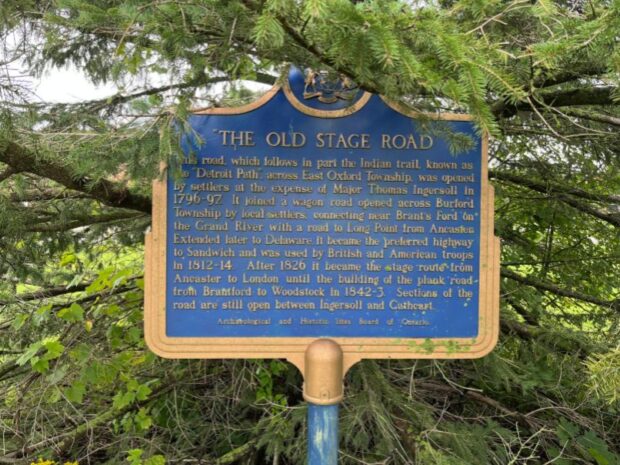 "THE OLD STAGE ROAD"
This road, which follows in part the Indian trail, known as
the "Detroit Path", across East Oxford Township, was opened
by settlers at the expense of Major Thomas Ingersoll in
1796-97. It joined a wagon road opened across Burford
Township by local settlers, connecting near Brant's Ford on
the Grand River with a road to Long Point from Ancaster.
Extended later to Delaware it became the preferred highway
to Sandwich and was used by British and American troops
in 1812-14. After 1826 it became the stage route from
Ancaster to London until the building of the plank road
from Brantford to Woodstock in 1842-3. Sections of the
road are still open between Ingersoll and Cathcart.
Archaeological and Historic Sites Board of Ontario.